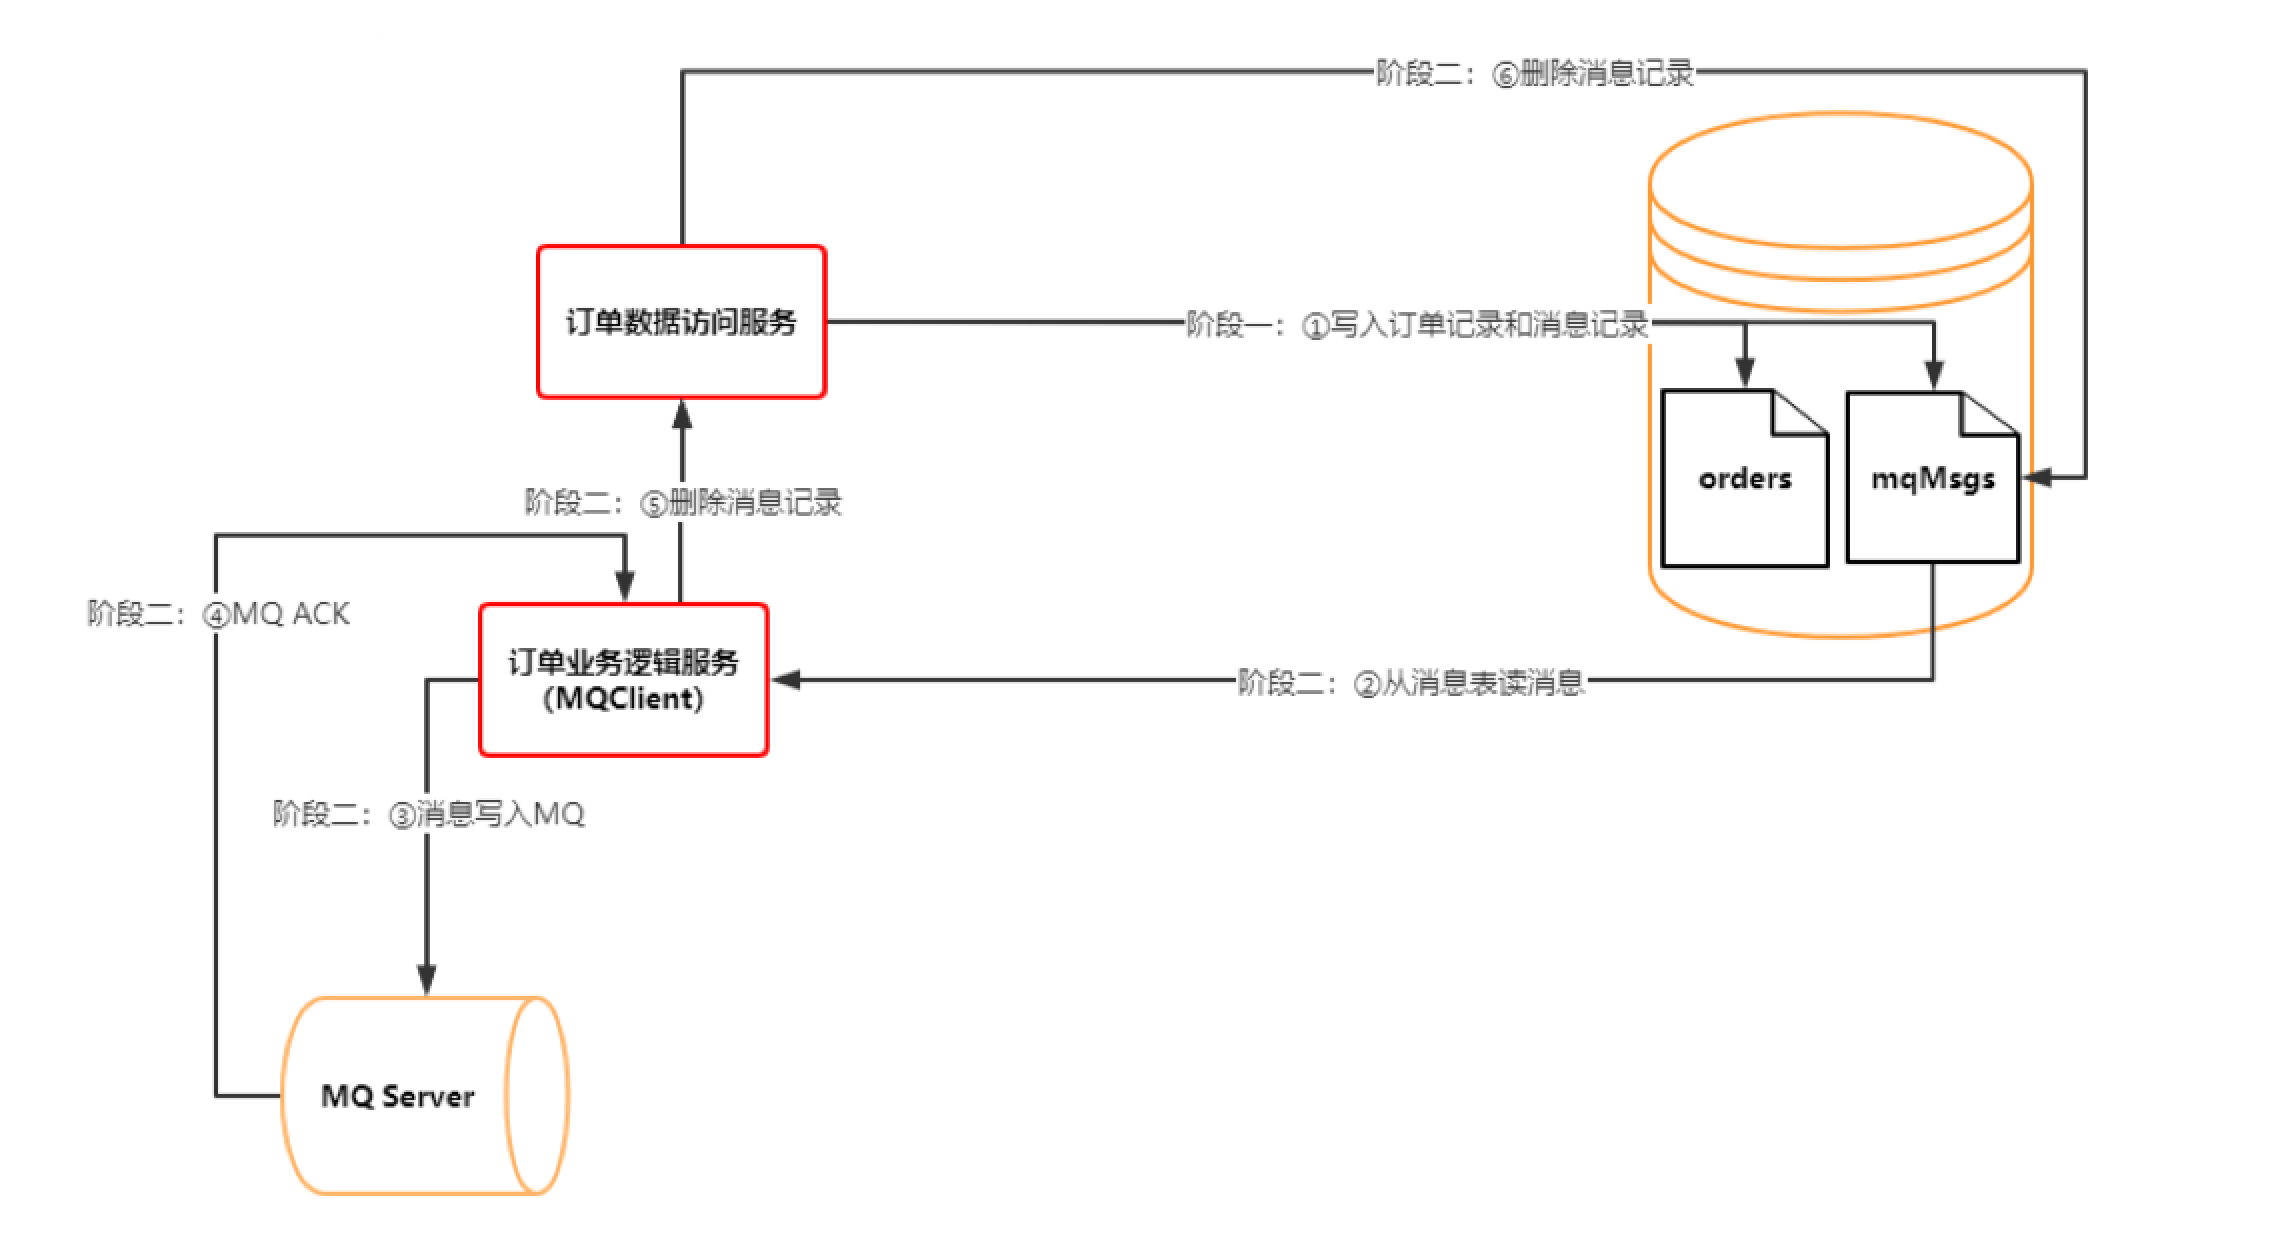 阶段二：⑥删除消息记录
订单数据访问服务
阶段一：①写入订单记录和消息记录
orders
mqMsgs
阶段二：⑤删除消息记录
阶段二：④MQ ACK
订单业务逻辑服务
（MQClient）
阶段二：②从消息表读消息
阶段二：③消息写入MQ
MQ Server